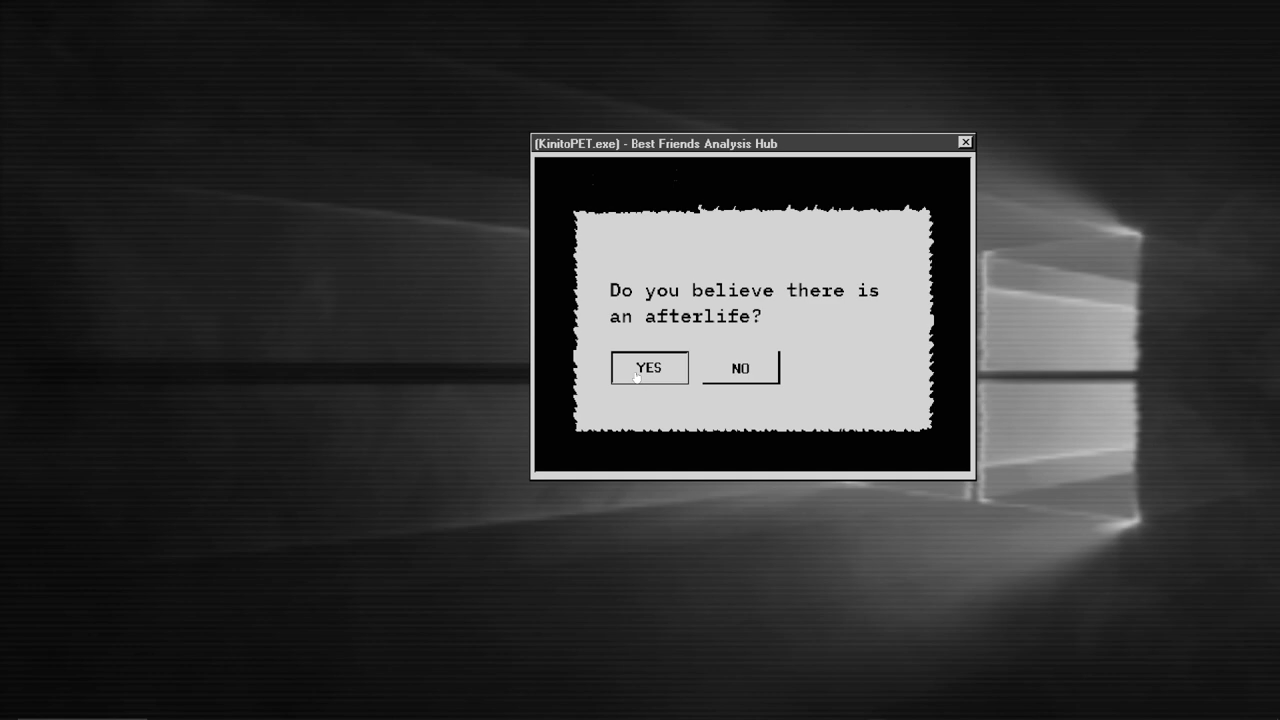 (KinitoPET.exe) - Best Friends Analysis Hub
Do you believe there is
an afterlife?
YES NO